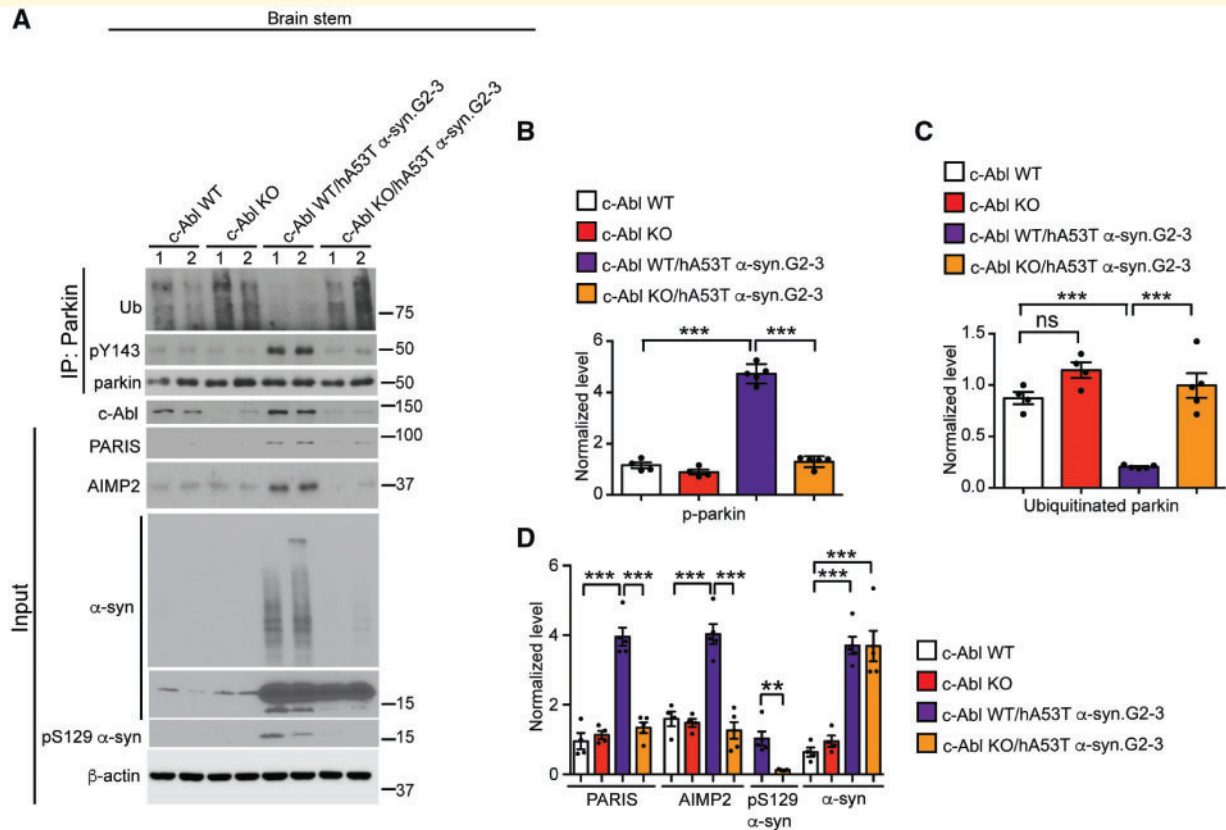 A
Brain stem
c-Abl WT
c-Abl KO
c-Abl WT/hA53T α-syn.G2-3
c-Abl KO/hA53T α-syn.G2-3
1 2 1 2 1 2 1 2
IP: Parkin
Ub
75
pY143
50
parkin
50
c-Abl
150
Input
PARIS
100
AIMP2
37
α-syn
15
pS129 α-syn
15
β-actin
37
B
c-Abl WT
c-Abl KO
c-Abl WT/hA53T α-syn.G2-3
c-Abl KO/hA53T α-syn.G2-3
*** ***
Normalized level
6
4
2
0
p-parkin
C
c-Abl WT
c-Abl KO
c-Abl WT/hA53T α-syn.G2-3
c-Abl KO/hA53T α-syn.G2-3
*** ***
ns
Normalized level
1.5
1.0
0.5
0.0
Ubiquitinated parkin
D
*** *** *** *** ** *** ***
Normalized level
6
4
2
0
PARIS AIMP2 pS129 α-syn
α-syn
c-Abl WT
c-Abl KO
c-Abl WT/hA53T α-syn.G2-3
c-Abl KO/hA53T α-syn.G2-3